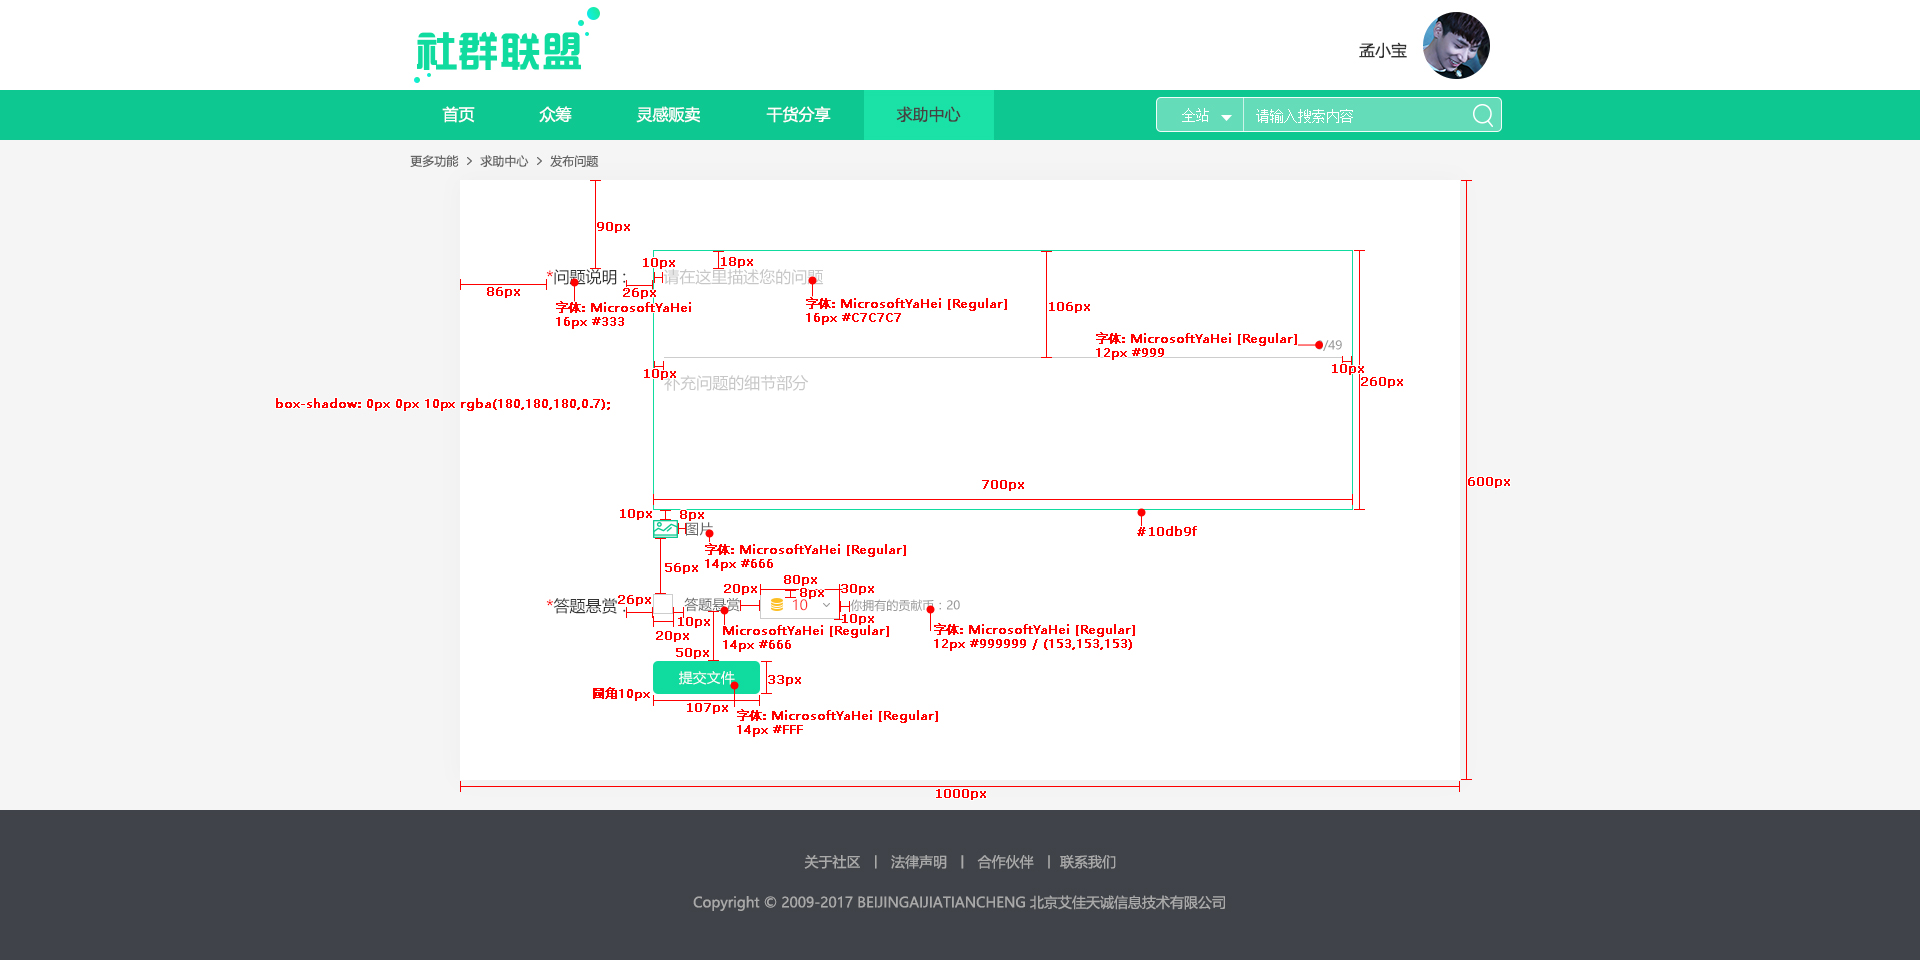 社群联盟
孟小宝
首页 众筹 灵感贩卖 干货分享 求助中心 全站 请输入搜索内容
更多功能 > 求助中心 > 发布问题
90px
10px
18px
*问题说明：
请在这里描述您的问题
86px
26px
字体: MicrosoftYaHei
16px #333
字体: MicrosoftYaHei [Regular]
16px #C7C7C7
106px
字体: MicrosoftYaHei [Regular]
12px #999
/49
10px
10px
260px
补充问题的细节部分
box-shadow: 0px 0px 10px rgba(180,180,180,0.7);
700px
600px
10px
8px
图片
#10db9f
字体: MicrosoftYaHei [Regular]
14px #666
56px
80px
20px
8px
30px
*答题悬赏：
26px
答题悬赏
10
你拥有的贡献币：20
10px
10px
20px
MicrosoftYaHei [Regular]
14px #666
字体: MicrosoftYaHei [Regular]
12px #999999 / (153,153,153)
50px
提交文件
33px
圆角10px
107px
字体: MicrosoftYaHei [Regular]
14px #FFF
1000px
关于社区 | 法律声明 | 合作伙伴 | 联系我们
Copyright © 2009-2017 BEIJINGAIJIATIANCHENG 北京艾佳天诚信息技术有限公司